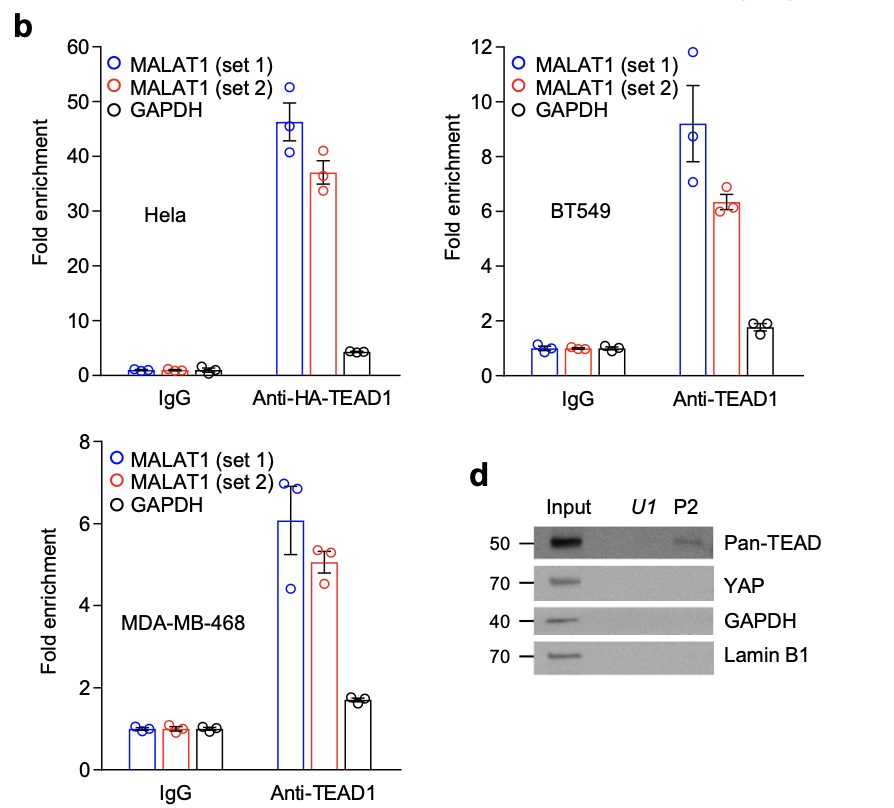 b
60
50
40
30
20
10
0
Fold enrichment
MALAT1 (set 1)
MALAT1 (set 2)
GAPDH
Hela
IgG
Anti-HA-TEAD1
12
10
8
6
4
2
0
Fold enrichment
MALAT1 (set 1)
MALAT1 (set 2)
GAPDH
BT549
IgG
Anti-TEAD1
8
6
4
2
0
Fold enrichment
MALAT1 (set 1)
MALAT1 (set 2)
GAPDH
MDA-MB-468
IgG
Anti-TEAD1
d
Input U1 P2
50 Pan-TEAD
70 YAP
40 GAPDH
70 Lamin B1